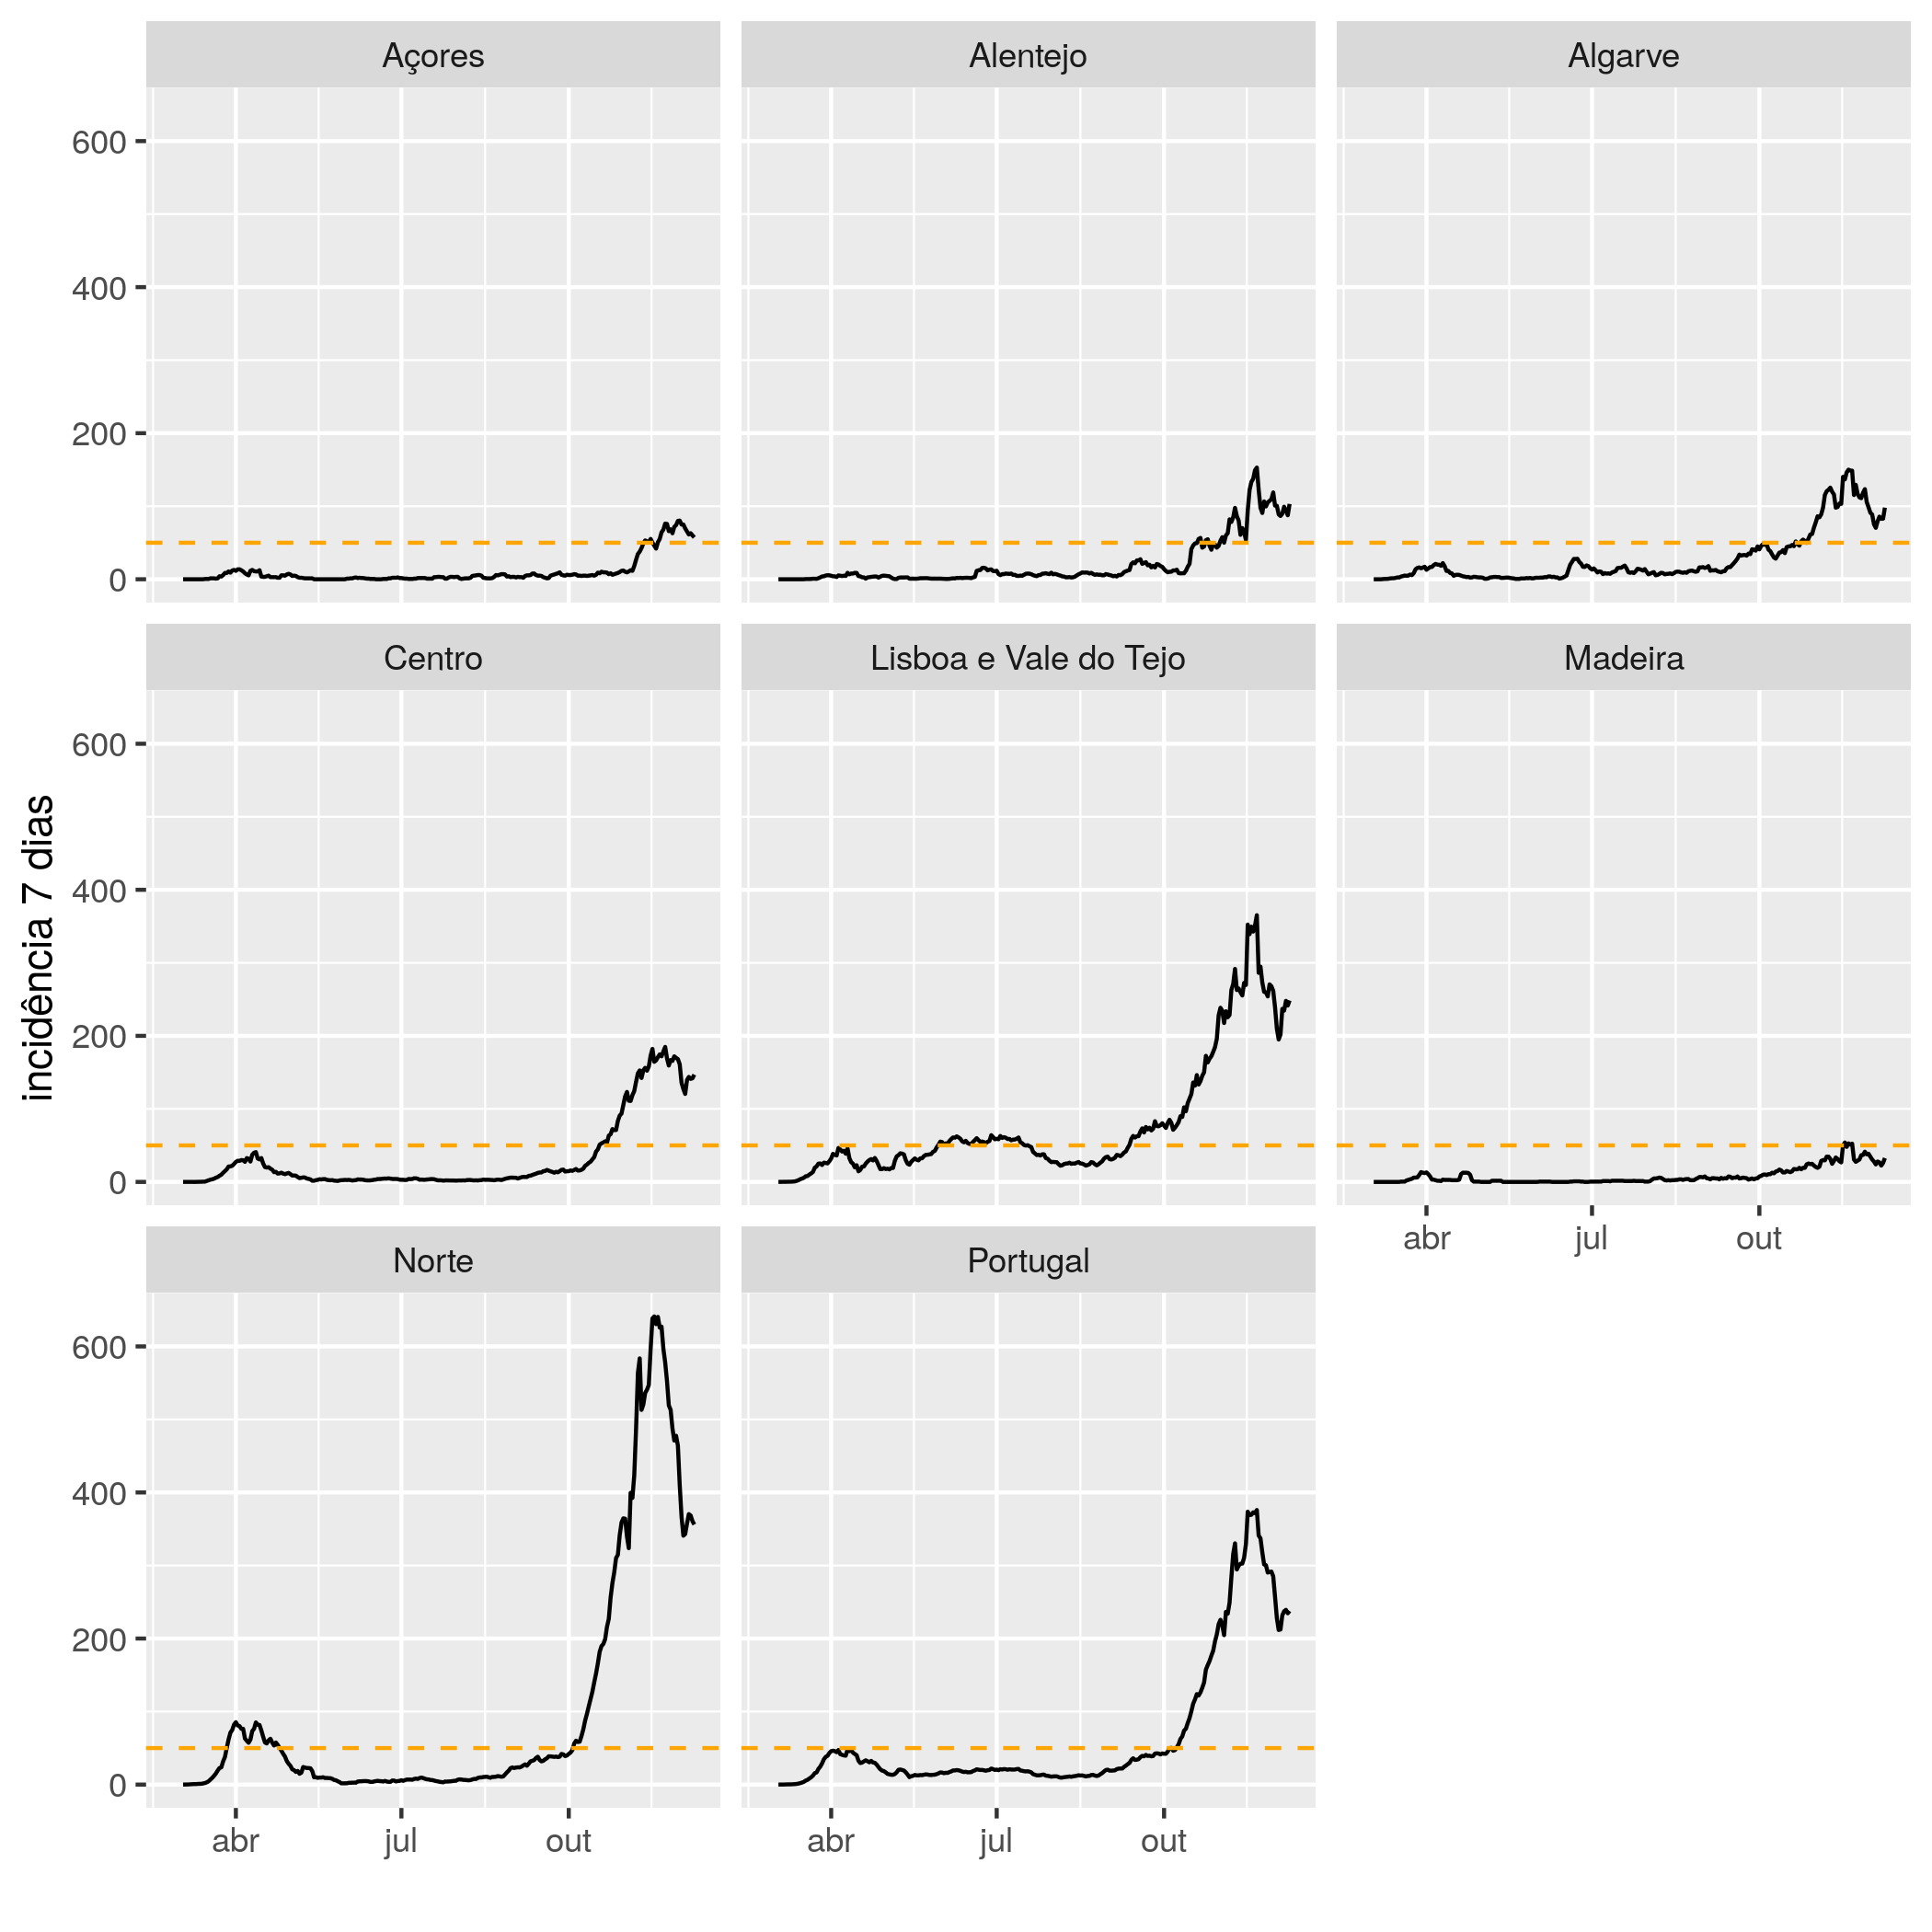 Açores
Alentejo
Algarve
600
400
200
0
Centro
Lisboa e Vale do Tejo
Madeira
600
400
200
0
incidência 7 dias
abr
jul
out
Norte
Portugal
600
400
200
0
abr
jul
out
abr
jul
out